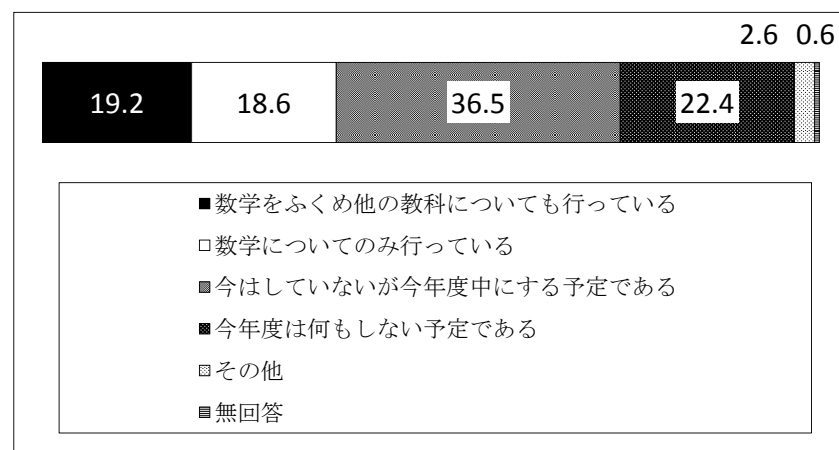 2.6 0.6
19.2 18.6 36.5 22.4
数学をふくめ他の教科についても行っている
数学についてのみ行っている
今はしていないが今年度中にする予定である
今年度は何もしない予定である
その他
無回答